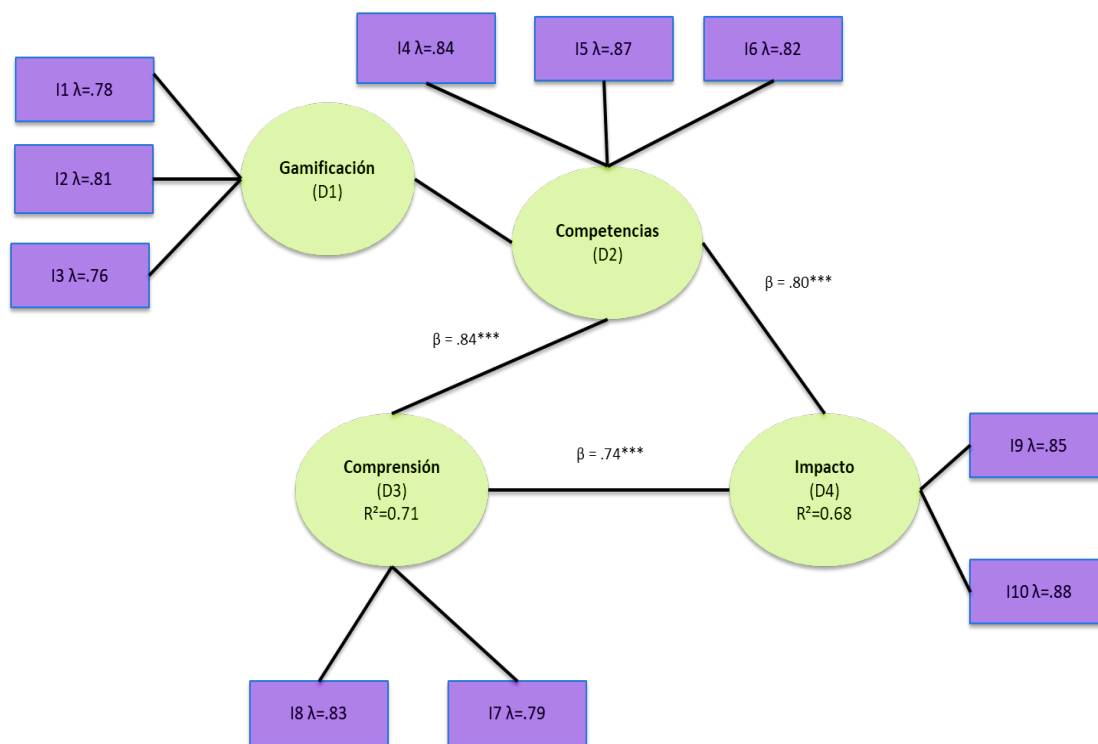 I4 λ=.84
I5 λ=.87
I6 λ=.82
I1 λ=.78
I2 λ=.81
I3 λ=.76
Gamificación
(D1)
Competencias
(D2)
β = .80***
β = .84***
β = .74***
Comprensión
(D3)
R²=0.71
Impacto
(D4)
R²=0.68
I9 λ=.85
I10 λ=.88
I8 λ=.83
I7 λ=.79